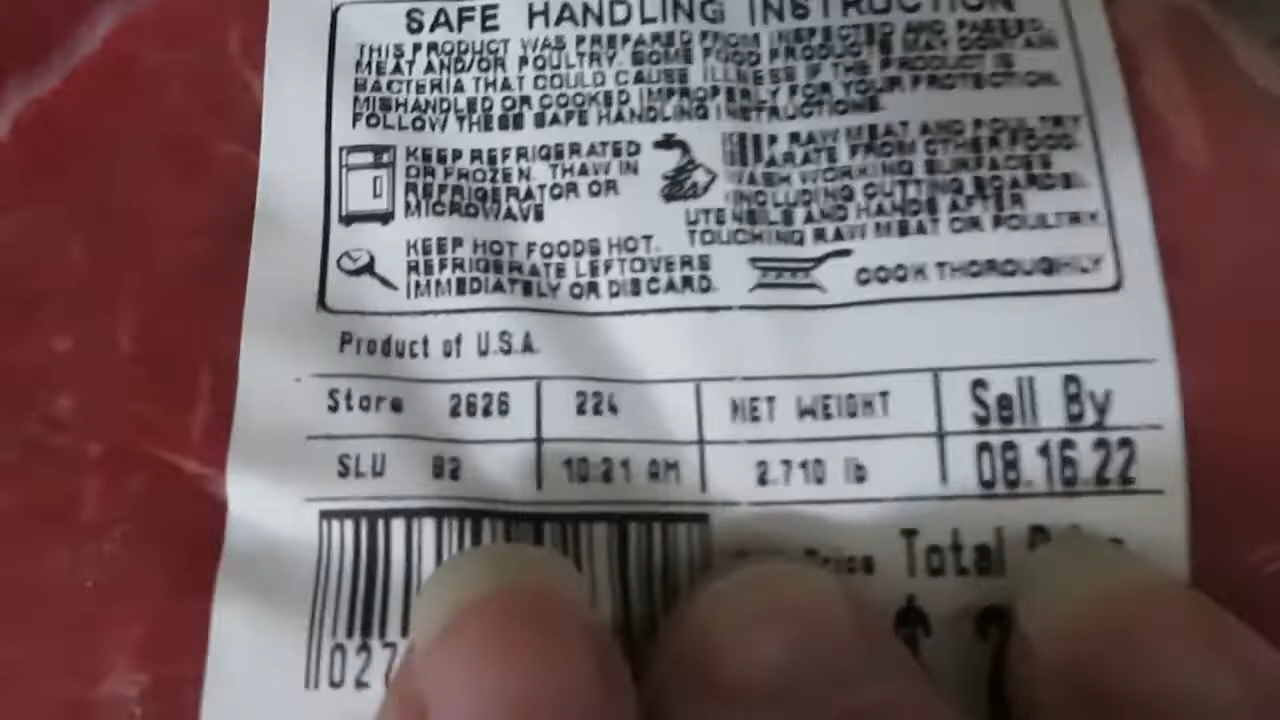 SAFE HANDLING INSTRUCTION
THIS PRODUCT WAS PREPARED FROM INSPECTED AND PASSED
MEAT AND/OR POULTRY. SOME FOOD PRODUCTS MAY CONTAIN
BACTERIA THAT COULD CAUSE ILLNESS IF THE PRODUCT IS
MISHANDLED OR COOKED IMPROPERLY FOR YOUR PROTECTION.
FOLLOW THESE SAFE HANDLING INSTRUCTIONS.
KEEP REFRIGERATED
OR FROZEN. THAW IN
REFRIGERATOR OR
MICROWAVE
KEEP RAW MEAT AND POULTRY
SEPARATE FROM OTHER FOOD.
WASH WORKING SURFACES
INCLUDING CUTTING BOARDS.
UTENSILS AND HANDS AFTER
TOUCHING RAW MEAT OR POULTRY.
KEEP HOT FOODS HOT.
REFRIGERATE LEFTOVERS
IMMEDIATELY OR DISCARD.
COOK THOROUGHLY
Product of U.S.A.
Store 2626 224 NET WEIGHT Sell By
SLU 82 10:21 AM 2.710 lb 08.16.22
Total
027